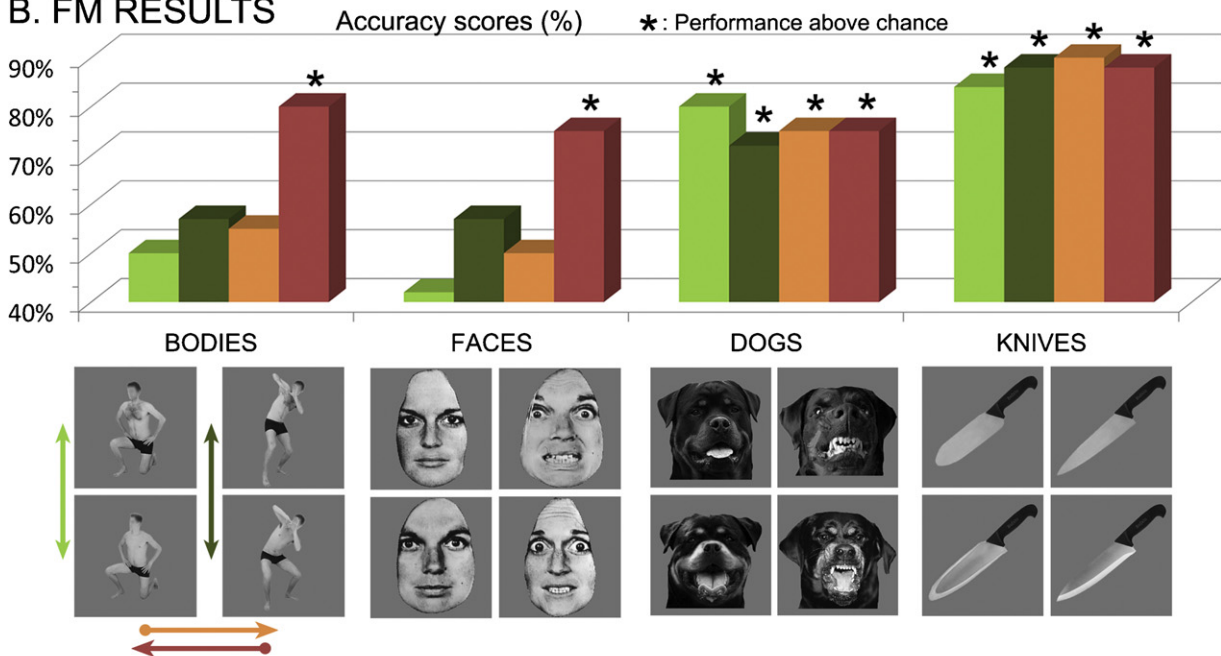 B. FM RESULTS
Accuracy scores (%)
*: Performance above chance
90%
80%
70%
60%
50%
40%
* * * * * * * * * *
BODIES FACES DOGS KNIVES